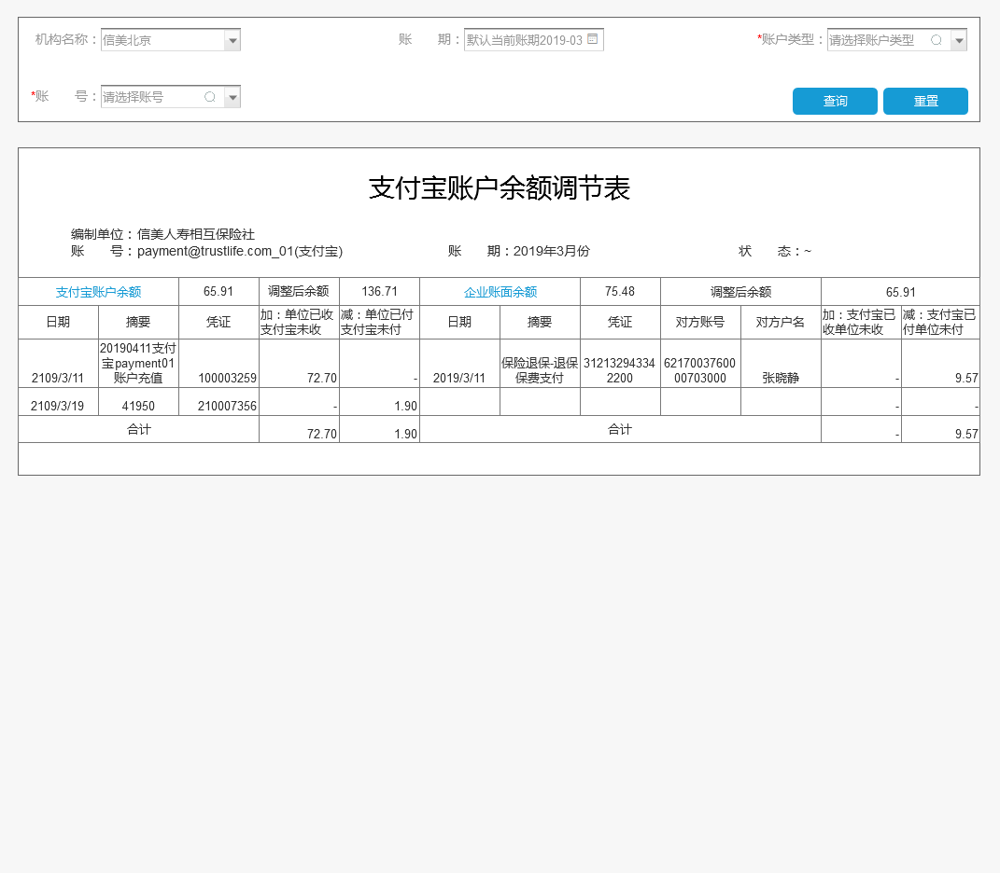 机构名称： 信美北京 账 期： 默认当前账期2019-03 *账户类型： 请选择账户类型
*账 号： 请选择账号 查询 重置
支付宝账户余额调节表
编制单位：信美人寿相互保险社
账 号：payment@trustlife.com_01(支付宝) 账 期：2019年3月份 状 态：~
支付宝账户余额 65.91 调整后余额 136.71 企业账面余额 75.48 调整后余额 65.91
日期 摘要 凭证 加：单位已收支付宝未收 减：单位已付支付宝未付 日期 摘要 凭证 对方账号 对方户名 加：支付宝已收单位未收 减：支付宝已付单位未付
2109/3/11 20190411支付宝payment01账户充值 100003259 72.70 - 2019/3/11 保险退保-退保保费支付 312132943342200 6217003760000703000 张晓静 - 9.57
2109/3/19 41950 210007356 - 1.90 - -
合计 72.70 1.90 合计 - 9.57